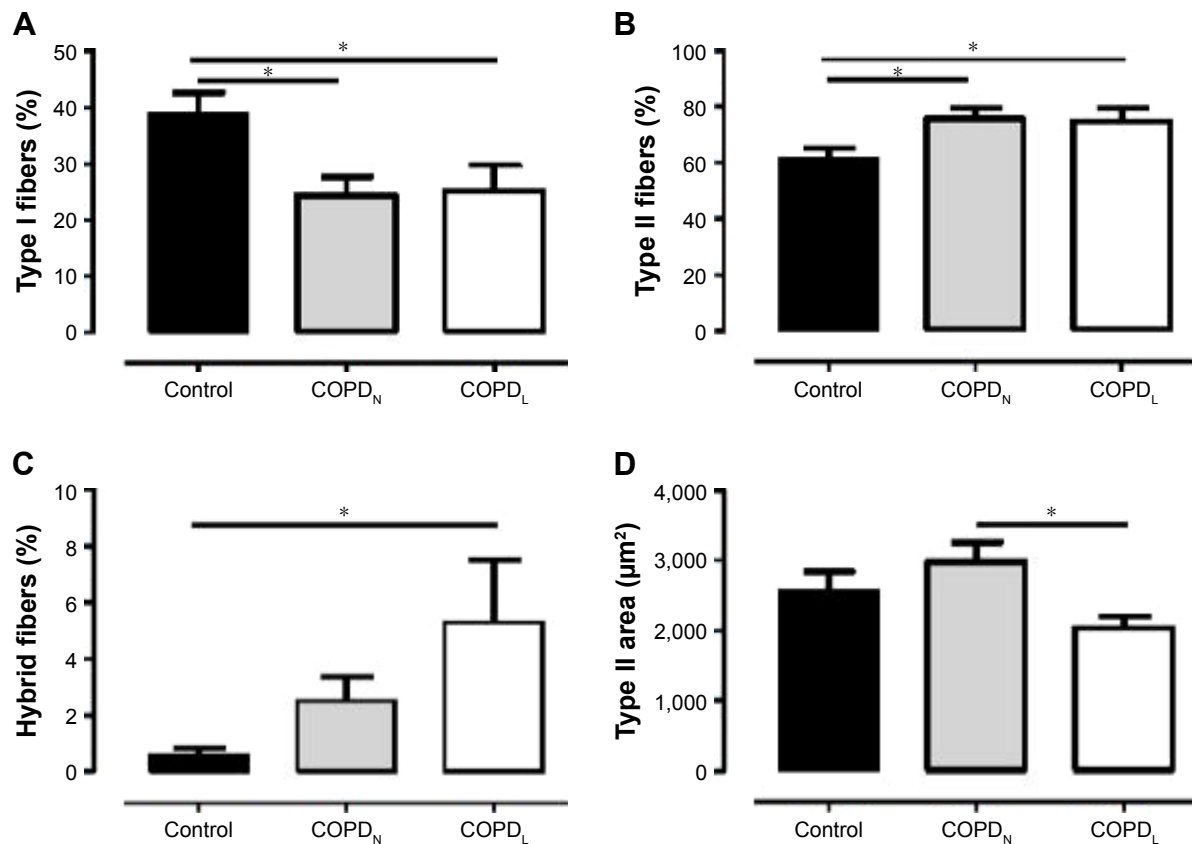 A
Type I fibers (%)
50
40
30
20
10
0
*
*
Control
COPDN
COPDL
B
Type II fibers (%)
100
80
60
40
20
0
*
*
Control
COPDN
COPDL
C
Hybrid fibers (%)
10
8
6
4
2
0
*
Control
COPDN
COPDL
D
Type II area (µm²)
4,000
3,000
2,000
1,000
0
*
Control
COPDN
COPDL